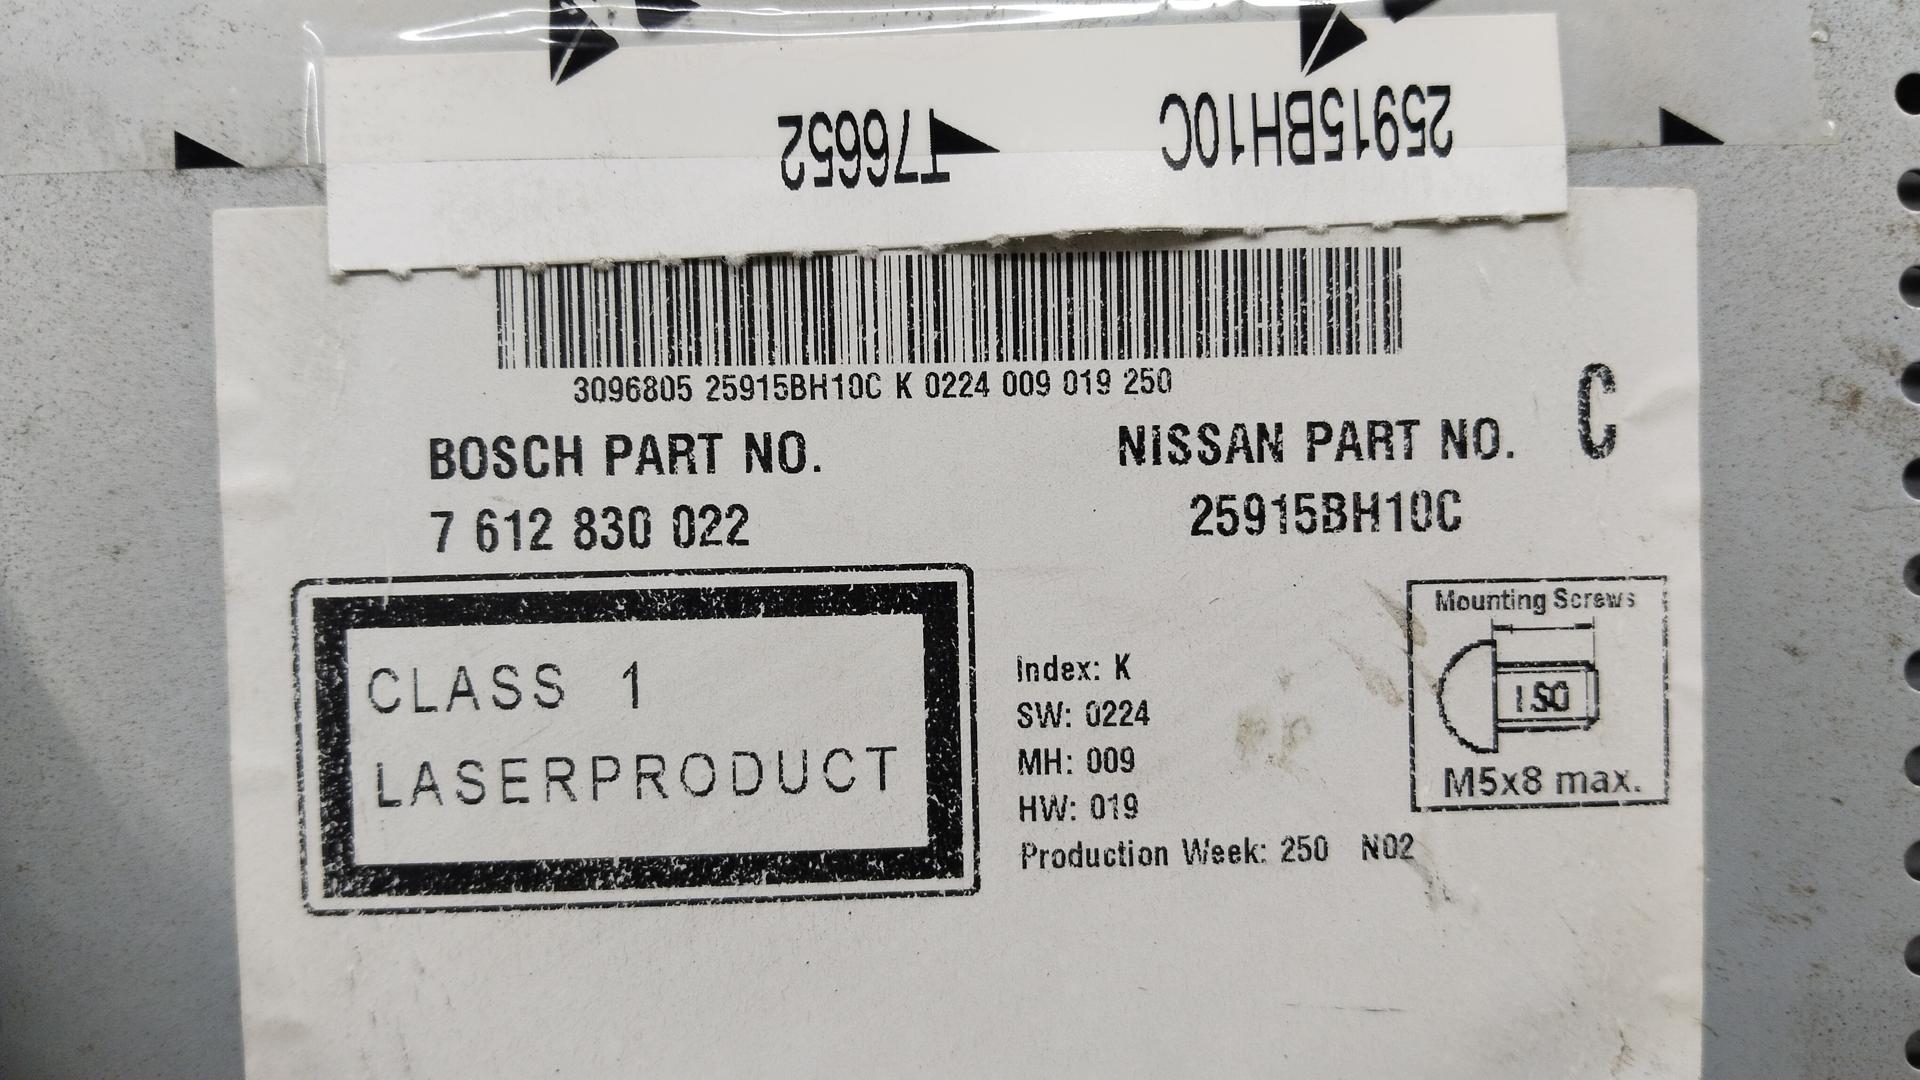 T76652
25915BH10C
3096805 25915BH10C K 0224 009 019 250
BOSCH PART NO.
7 612 830 022
NISSAN PART NO.
25915BH10C
C
CLASS 1
LASERPRODUCT
Index: K
SW: 0224
MH: 009
HW: 019
Production Week: 250 N02
Mounting Screws
ISO
M5x8 max.